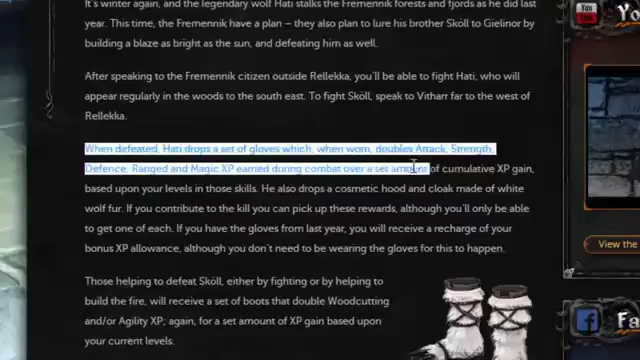 It's winter again, and the legendary wolf Hati stalks the Fremennik forests and fjords as he did last
year. This time, the Fremennik have a plan – they also plan to lure his brother Sköll to Gielinor by
building a blaze as bright as the sun, and defeating him as well.
After speaking to the Fremennik citizen outside Rellekka, you'll be able to fight Hati, who will
appear regularly in the woods to the south east. To fight Sköll, speak to Vitharr far to the west of
Rellekka.
When defeated, Hati drops a set of gloves which, when worn, doubles Attack, Strength,
Defence, Ranged and Magic XP earned during combat over a set amount of cumulative XP gain,
based upon your levels in those skills. He also drops a cosmetic hood and cloak made of white
wolf fur. If you contribute to the kill you can pick up these rewards, although you'll only be able
to get one of each. If you have the gloves from last year, you will receive a recharge of your
bonus XP allowance, although you don't need to be wearing the gloves for this to happen.
Those helping to defeat Sköll, either by fighting or by helping to
build the fire, will receive a set of boots that double Woodcutting
and/or Agility XP; again, for a set amount of XP gain based upon
your current levels.
You
Yo
View the
Fa